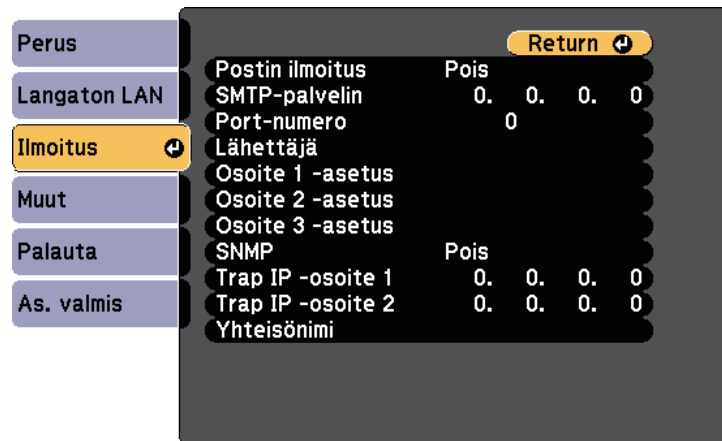 Perus
Langaton LAN
Ilmoitus
Muut
Palauta
As. valmis
Return
Postin ilmoitus Pois
SMTP-palvelin 0. 0. 0. 0
Port-numero 0
Lähettäjä
Osoite 1 -asetus
Osoite 2 -asetus
Osoite 3 -asetus
SNMP Pois
Trap IP -osoite 1 0. 0. 0. 0
Trap IP -osoite 2 0. 0. 0. 0
Yhteisönimi